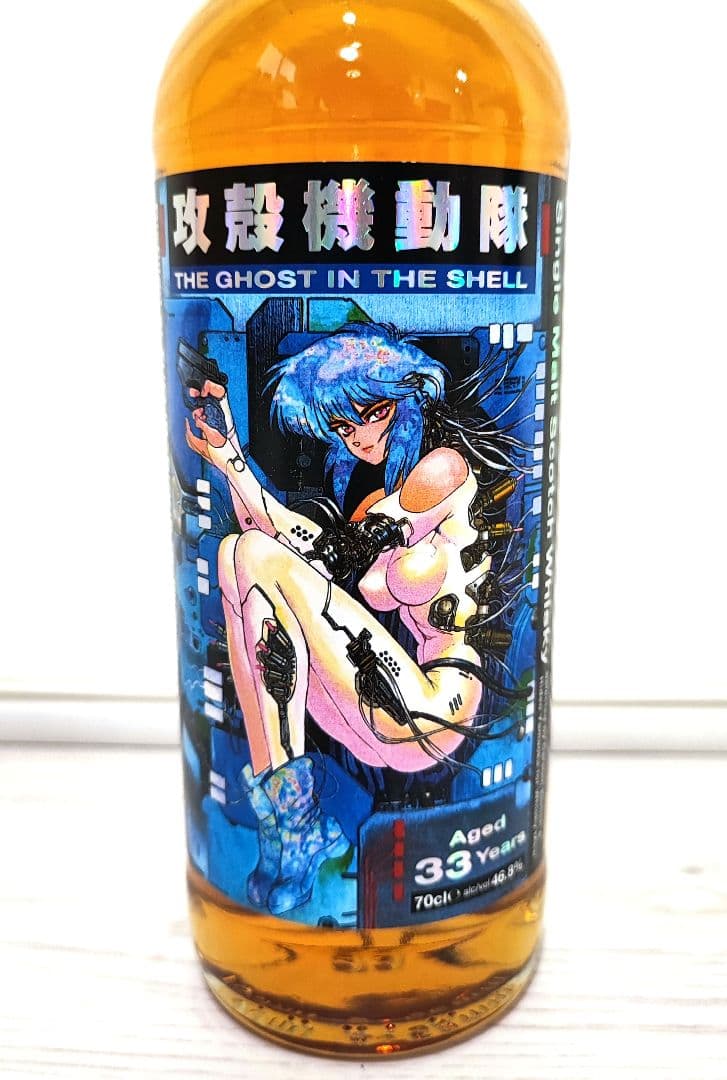 攻殻機動隊
THE GHOST IN THE SHELL
Single Malt Scotch Whisky
Aged
33 Years
70cl alc/vol 46.8%